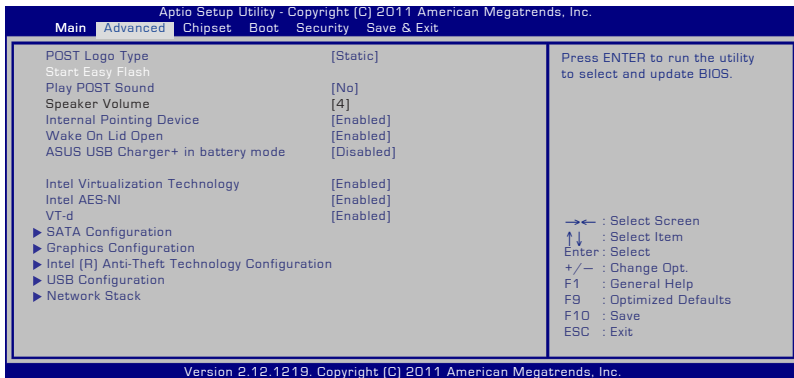 Aptio Setup Utility - Copyright (C) 2011 American Megatrends, Inc.
Main Advanced Chipset Boot Security Save & Exit
POST Logo Type [Static]
Start Easy Flash
Play POST Sound [No]
Speaker Volume [4]
Internal Pointing Device [Enabled]
Wake On Lid Open [Enabled]
ASUS USB Charger+ in battery mode [Disabled]
Intel Virtualization Technology [Enabled]
Intel AES-NI [Enabled]
VT-d [Enabled]
▶ SATA Configuration
▶ Graphics Configuration
▶ Intel (R) Anti-Theft Technology Configuration
▶ USB Configuration
▶ Network Stack
Press ENTER to run the utility
to select and update BIOS.
→← : Select Screen
↑↓ : Select Item
Enter : Select
+/— : Change Opt.
F1 : General Help
F9 : Optimized Defaults
F10 : Save
ESC : Exit
Version 2.12.1219. Copyright (C) 2011 American Megatrends, Inc.